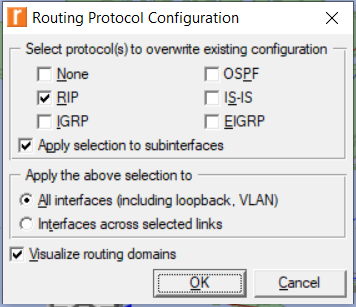 Routing Protocol Configuration
Select protocol(s) to overwrite existing configuration
None OSPF
RIP IS-IS
IGRP EIGRP
Apply selection to subinterfaces
Apply the above selection to
All interfaces (including loopback, VLAN)
Interfaces across selected links
Visualize routing domains
OK Cancel